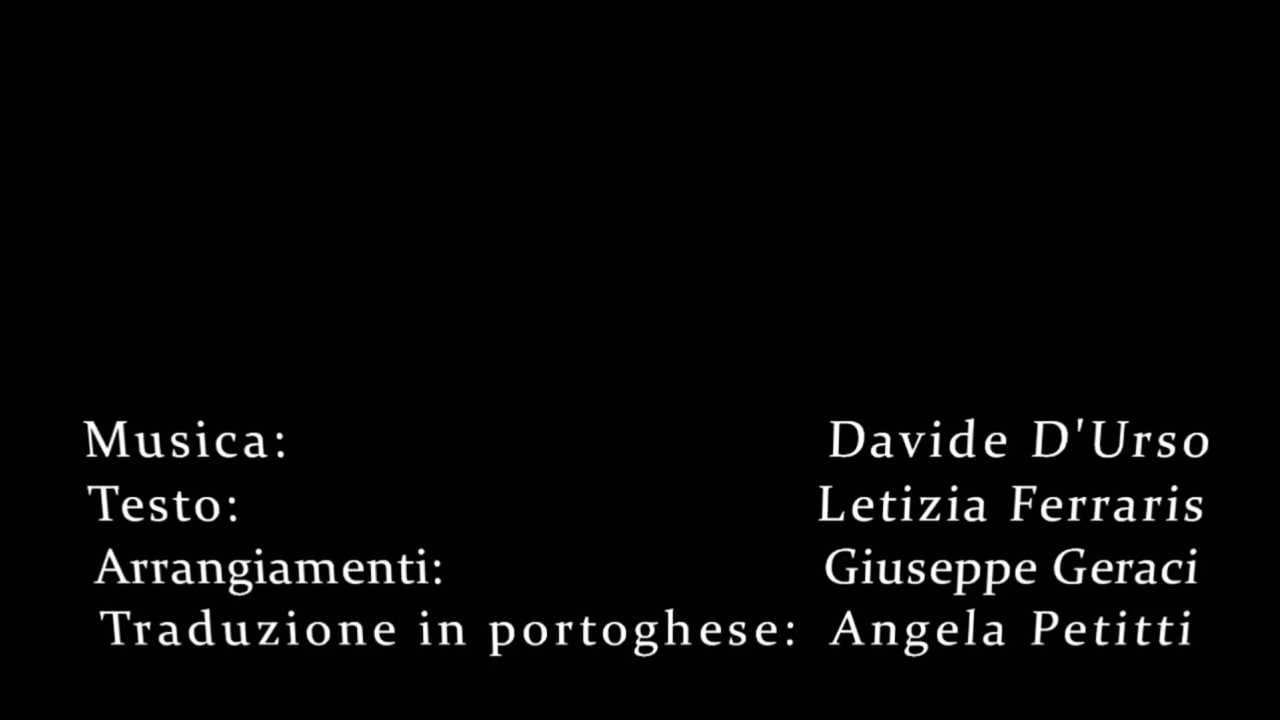 Musica: Davide D'Urso
Testo: Letizia Ferraris
Arrangiamenti: Giuseppe Geraci
Traduzione in portoghese: Angela Petitti